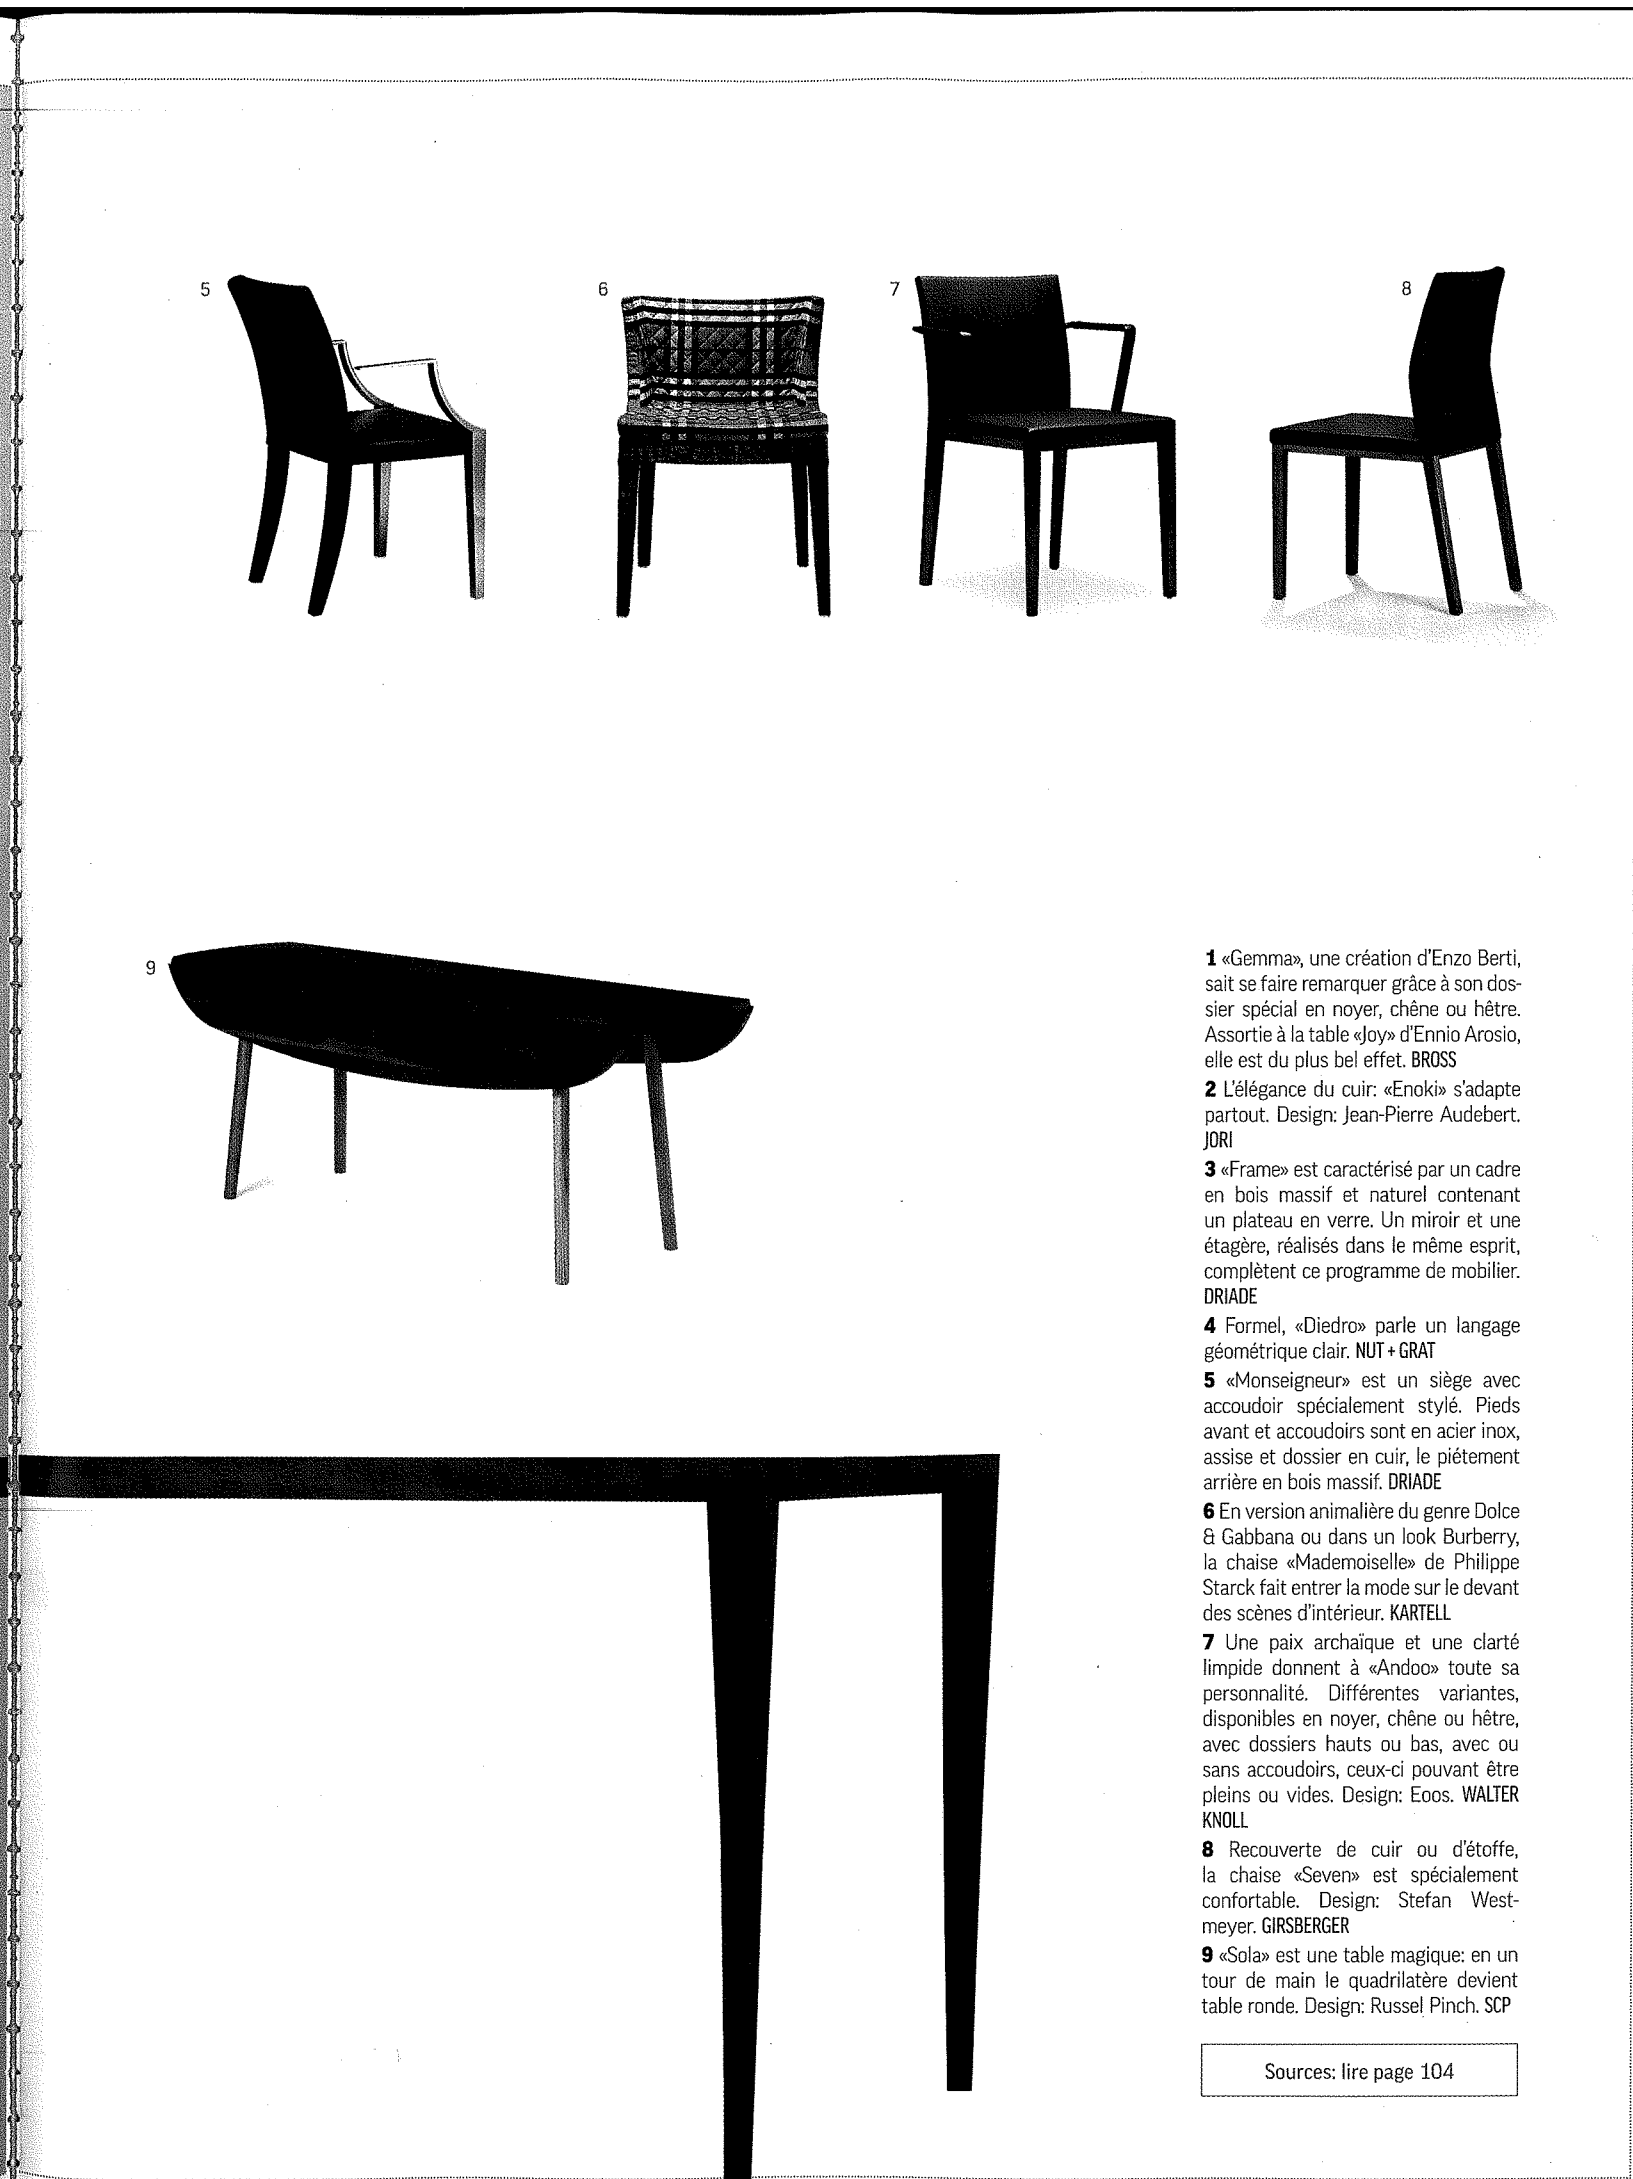 5
6
7
8
9
1 «Gemma», une création d'Enzo Berti,
sait se faire remarquer grâce à son dos-
sier spécial en noyer, chêne ou hêtre.
Assortie à la table «Joy» d'Ennio Arosio,
elle est du plus bel effet. BROSS
2 L'élégance du cuir: «Enoki» s'adapte
partout. Design: Jean-Pierre Audebert.
JORI
3 «Frame» est caractérisé par un cadre
en bois massif et naturel contenant
un plateau en verre. Un miroir et une
étagère, réalisés dans le même esprit,
complètent ce programme de mobilier.
DRIADE
4 Formel, «Diedro» parle un langage
géométrique clair. NUT + GRAT
5 «Monseigneur» est un siège avec
accoudoir spécialement stylé. Pieds
avant et accoudoirs sont en acier inox,
assise et dossier en cuir, le piétement
arrière en bois massif. DRIADE
6 En version animalière du genre Dolce
& Gabbana ou dans un look Burberry,
la chaise «Mademoiselle» de Philippe
Starck fait entrer la mode sur le devant
des scènes d'intérieur. KARTELL
7 Une paix archaïque et une clarté
limpide donnent à «Andoo» toute sa
personnalité. Différentes variantes,
disponibles en noyer, chêne ou hêtre,
avec dossiers hauts ou bas, avec ou
sans accoudoirs, ceux-ci pouvant être
pleins ou vides. Design: Eoos. WALTER
KNOLL
8 Recouverte de cuir ou d'étoffe,
la chaise «Seven» est spécialement
confortable. Design: Stefan West-
meyer. GIRSBERGER
9 «Sola» est une table magique: en un
tour de main le quadrilatère devient
table ronde. Design: Russel Pinch. SCP
Sources: lire page 104